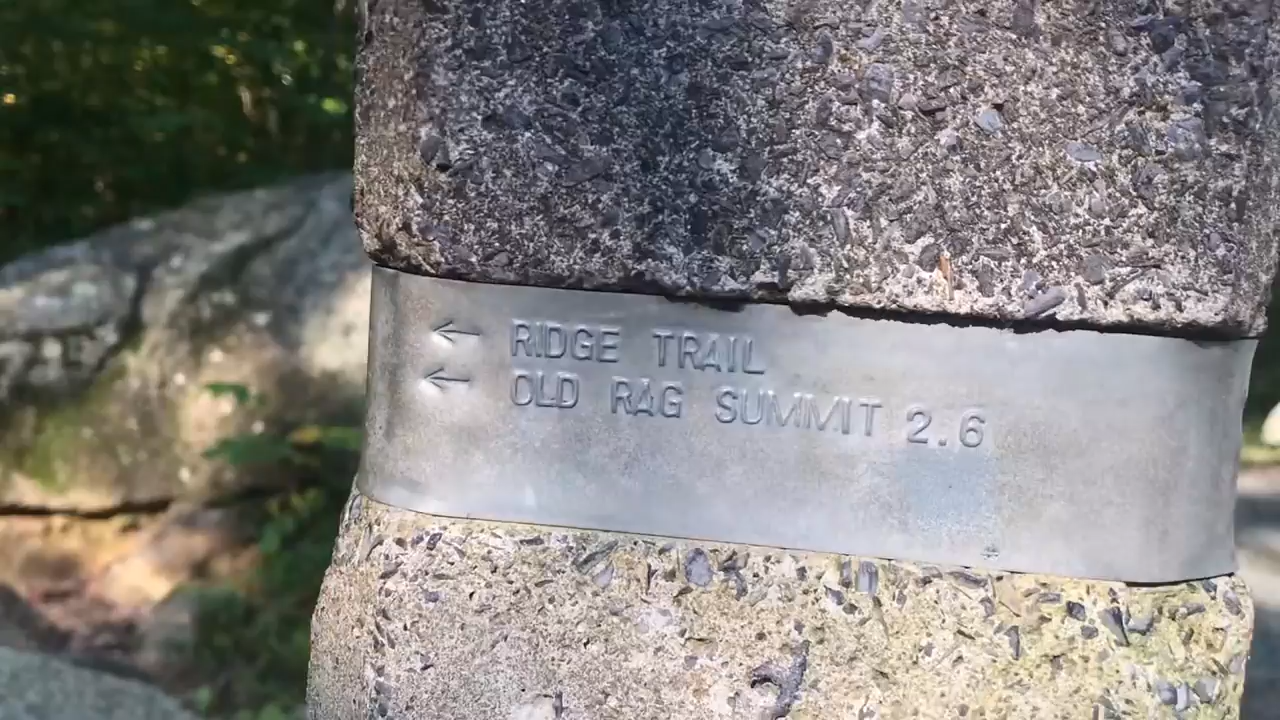 ← RIDGE TRAIL
← OLD RAG SUMMIT 2.6